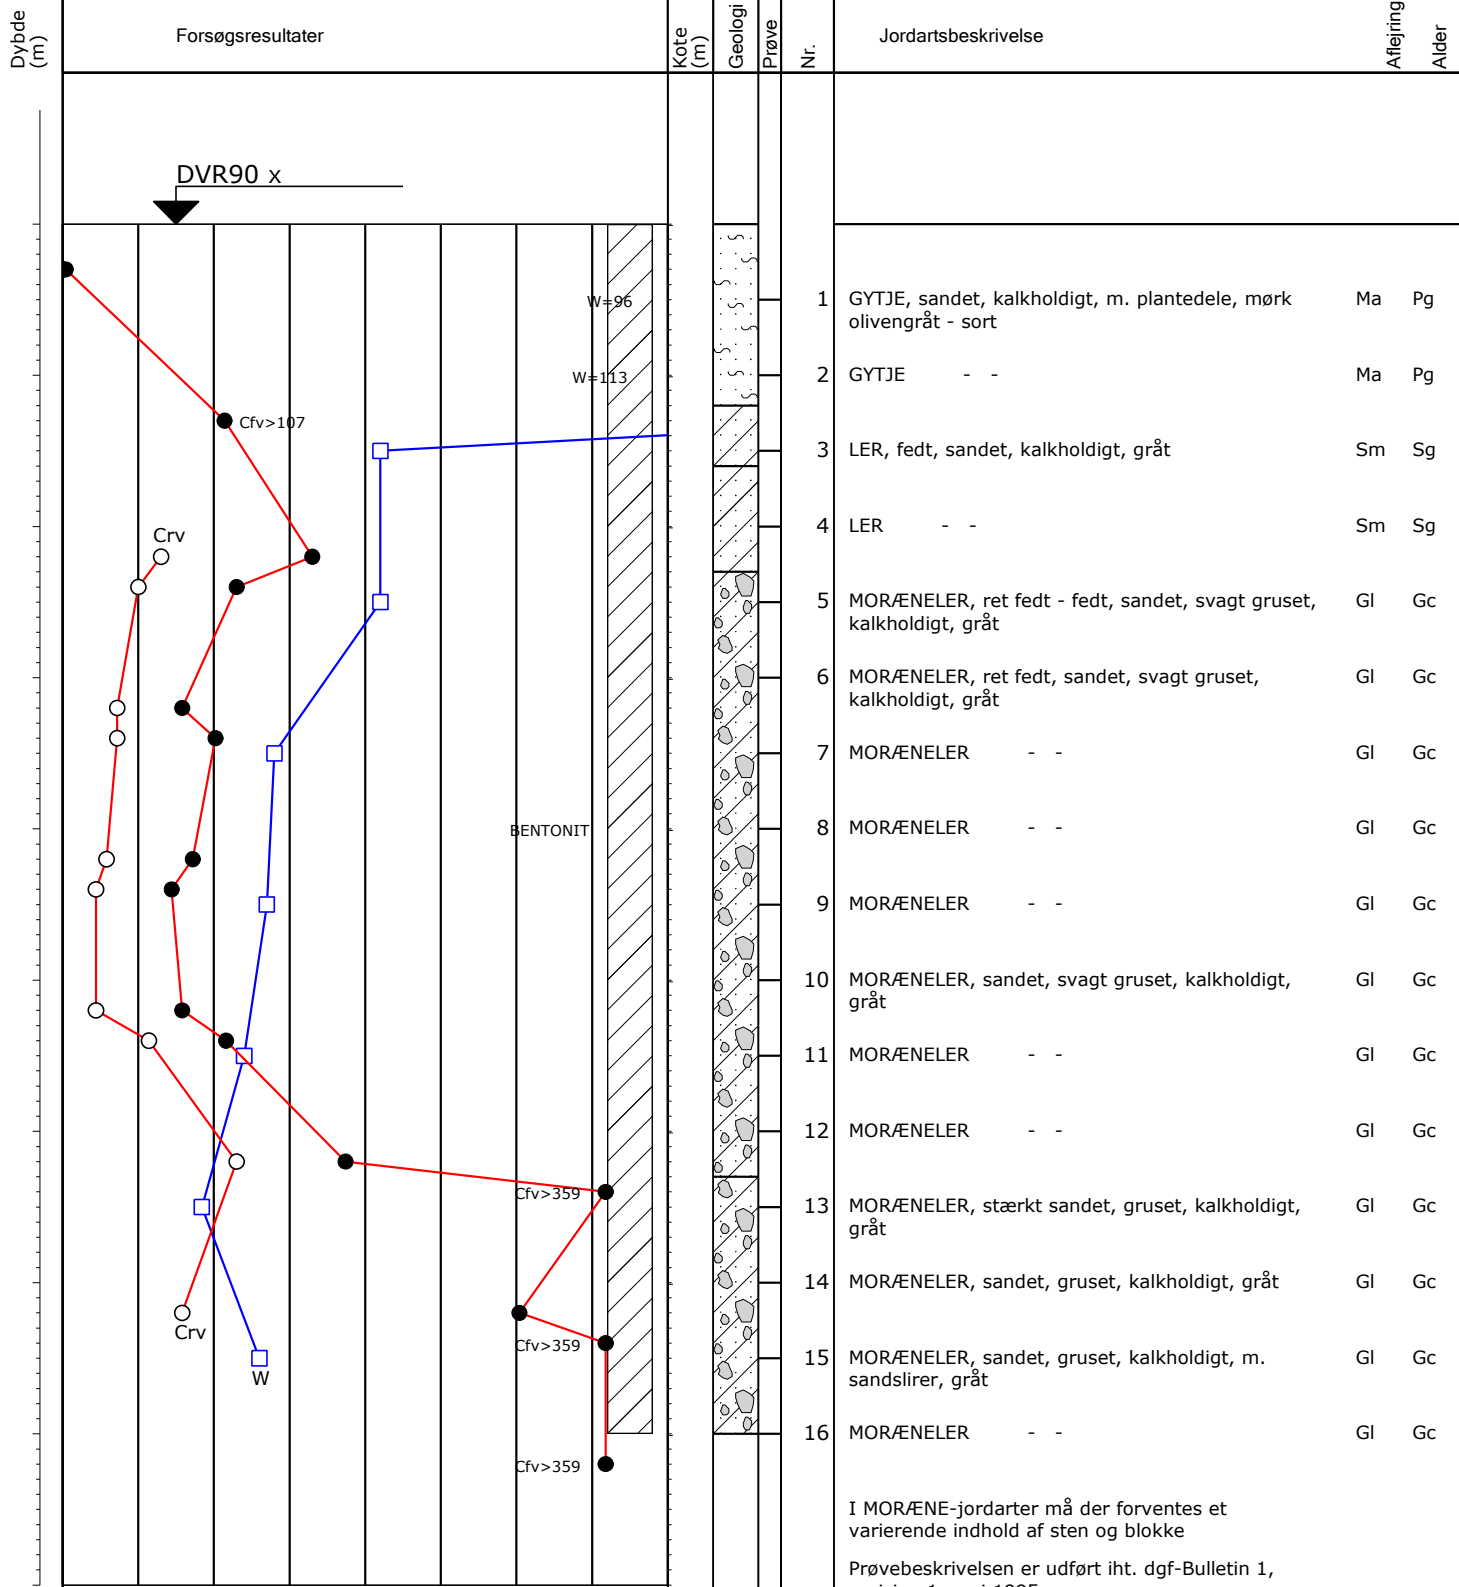 Dybde
(m)
Forsøgsresultater
Kote
(m)
Geologi
Prøve
Nr.
Jordartsbeskrivelse
Aflejring
Alder
DVR90 x
W=96
1 GYTJE, sandet, kalkholdigt, m. plantedele, mørk Ma Pg
olivengråt - sort
W=113
2 GYTJE - - Ma Pg
Cfv>107
3 LER, fedt, sandet, kalkholdigt, gråt Sm Sg
4 LER - - Sm Sg
Crv
5 MORÆNELER, ret fedt - fedt, sandet, svagt gruset, Gl Gc
kalkholdigt, gråt
6 MORÆNELER, ret fedt, sandet, svagt gruset, Gl Gc
kalkholdigt, gråt
7 MORÆNELER - - Gl Gc
BENTONIT
8 MORÆNELER - - Gl Gc
9 MORÆNELER - - Gl Gc
10 MORÆNELER, sandet, svagt gruset, kalkholdigt, Gl Gc
gråt
11 MORÆNELER - - Gl Gc
12 MORÆNELER - - Gl Gc
Cfv>359
13 MORÆNELER, stærkt sandet, gruset, kalkholdigt, Gl Gc
gråt
14 MORÆNELER, sandet, gruset, kalkholdigt, gråt Gl Gc
Crv
Cfv>359
15 MORÆNELER, sandet, gruset, kalkholdigt, m. Gl Gc
sandslirer, gråt
W
16 MORÆNELER - - Gl Gc
Cfv>359
I MORÆNE-jordarter må der forventes et
varierende indhold af sten og blokke
Prøvebeskrivelsen er udført iht. dgf-Bulletin 1,